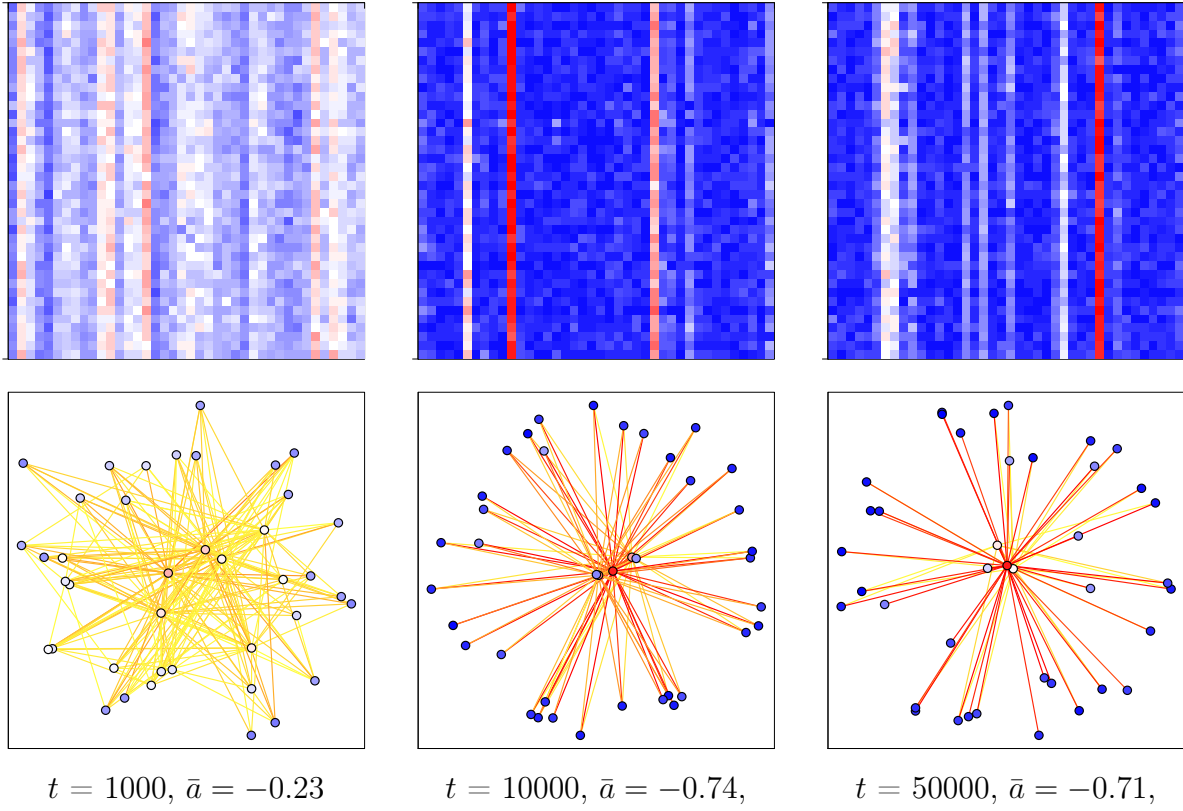 t = 1000, ā = −0.23
t = 10000, ā = −0.74,
t = 50000, ā = −0.71,